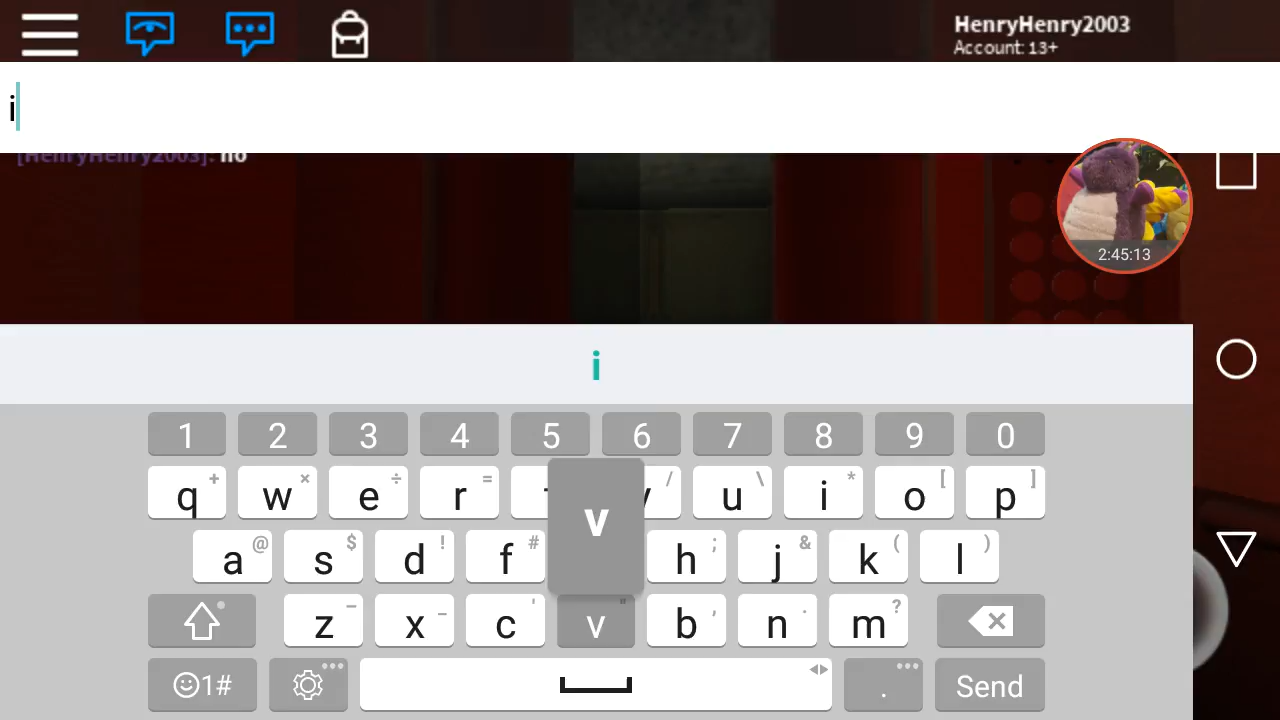 HenryHenry2003
Account: 13+
i
[HenryHenry2003]: no
2:45:13
i
1 2 3 4 5 6 7 8 9 0
q + w × e ÷ r = y / u \ i * o [ p ]
v
a @ s $ d ! f # h ; j & k ( l )
z – x _ c ' v " b , n . m ?
1# . Send